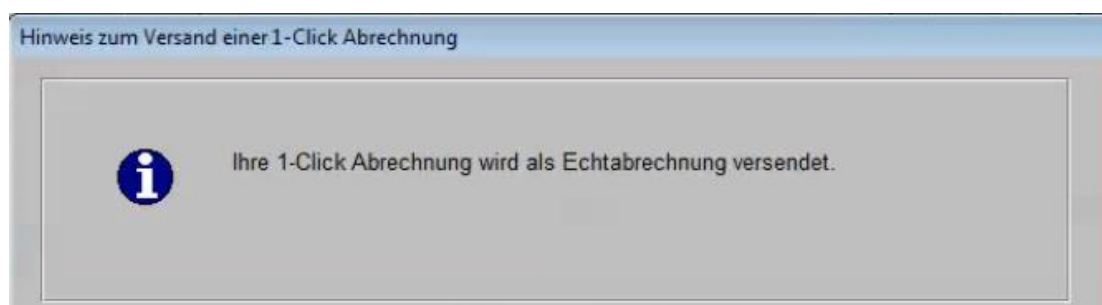 Hinweis zum Versand einer 1-Click Abrechnung
Ihre 1-Click Abrechnung wird als Echtabrechnung versendet.